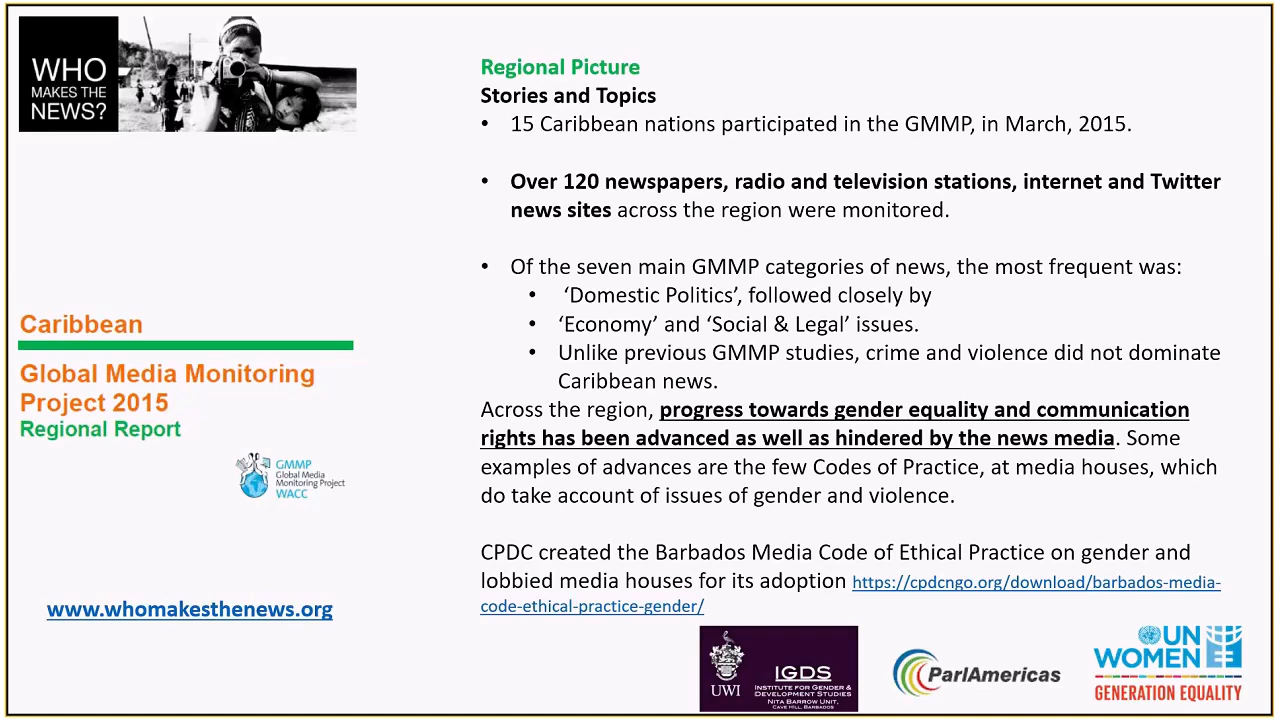 WHO
MAKES THE
NEWS?
Caribbean
Global Media Monitoring
Project 2015
Regional Report
GMMP
Global Media
Monitoring Project
WACC
www.whomakesthenews.org
Regional Picture
Stories and Topics
• 15 Caribbean nations participated in the GMMP, in March, 2015.
• Over 120 newspapers, radio and television stations, internet and Twitter
news sites across the region were monitored.
• Of the seven main GMMP categories of news, the most frequent was:
• ‘Domestic Politics’, followed closely by
• ‘Economy’ and ‘Social & Legal’ issues.
• Unlike previous GMMP studies, crime and violence did not dominate
Caribbean news.
Across the region, progress towards gender equality and communication
rights has been advanced as well as hindered by the news media. Some
examples of advances are the few Codes of Practice, at media houses, which
do take account of issues of gender and violence.
CPDC created the Barbados Media Code of Ethical Practice on gender and
lobbied media houses for its adoption https://cpdcngo.org/download/barbados-media-
code-ethical-practice-gender/
UWI
IGDS
INSTITUTE FOR GENDER &
DEVELOPMENT STUDIES
NITA BARROW UNIT,
CAVE HILL, BARBADOS
ParlAmericas
UN
WOMEN
GENERATION EQUALITY